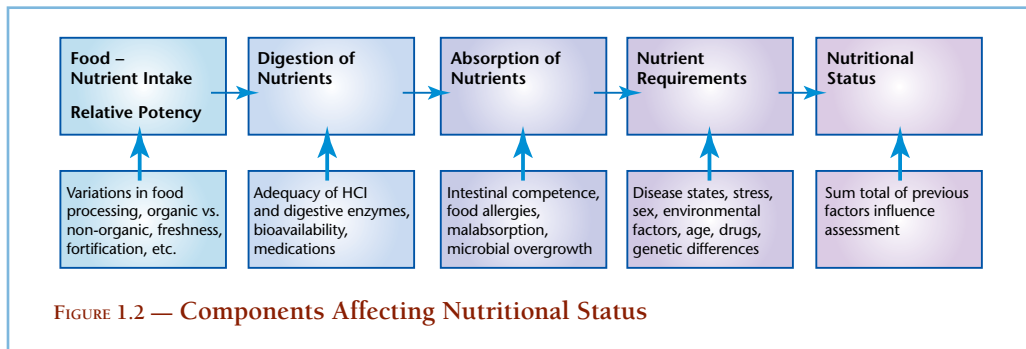 Food –
Nutrient Intake
Relative Potency
Digestion of
Nutrients
Absorption of
Nutrients
Nutrient
Requirements
Nutritional
Status
Variations in food
processing, organic vs.
non-organic, freshness,
fortification, etc.
Adequacy of HCl
and digestive enzymes,
bioavailability,
medications
Intestinal competence,
food allergies,
malabsorption,
microbial overgrowth
Disease states, stress,
sex, environmental
factors, age, drugs,
genetic differences
Sum total of previous
factors influence
assessment
FIGURE 1.2 — Components Affecting Nutritional Status